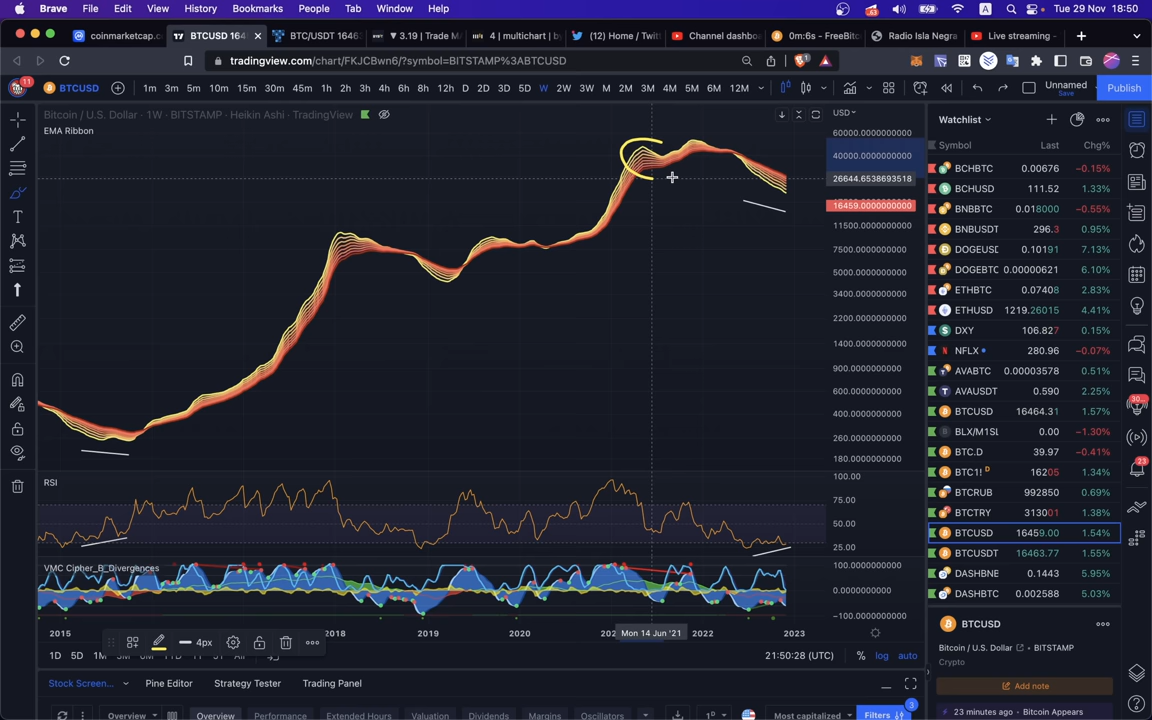 Brave File Edit View History Bookmarks People Tab Window Help A Tue 29 Nov 18:50
coinmarketcap.c BTCUSD 164 BTC/USDT 1646 ▼ 3.19 | Trade Ma 4 | multichart | by (12) Home / Twitt Channel dashbo 0m:6s - FreeBitc Radio Isla Negra Live streaming -
tradingview.com/chart/FKJCBwn6/?symbol=BITSTAMP%3ABTCUSD
11 BTCUSD 1m 3m 5m 10m 15m 30m 45m 1h 2h 3h 4h 6h 8h 12H D 2D 3D 5D W 2W 3W M 2M 3M 4M 5M 6M 12M Unnamed Save Publish
Bitcoin / U.S. Dollar · 1W · BITSTAMP · Heikin Ashi · TradingView
EMA Ribbon
USD
60000.0000000000
40000.0000000000
26644.6538693518
16459.0000000000
11500.0000000000
7500.0000000000
5000.0000000000
3400.0000000000
2200.0000000000
1400.0000000000
900.0000000000
600.0000000000
400.0000000000
260.0000000000
180.0000000000
RSI
100.00
75.00
50.00
25.00
VMC Cipher_B_Divergences
100.0000000000
0.0000000000
−100.0000000000
2015 2018 2019 2020 202 Mon 14 Jun '21 2022 2023
4px
1D 5D 1M 21:50:28 (UTC) % log auto
Stock Screen... Pine Editor Strategy Tester Trading Panel
Overview Overview Performance Extended Hours Valuation Dividends Margins Oscillators 1D Most capitalized Filters 3
Watchlist
Symbol Last Chg%
BCHBTC 0.00676 −0.15%
BCHUSD 111.52 1.33%
BNBBTC 0.018000 −0.55%
BNBUSDT 296.3 0.95%
DOGEUSD 0.10191 7.13%
DOGEBTC 0.00000621 6.10%
ETHBTC 0.07408 2.83%
ETHUSD 1219.26015 4.41%
DXY 106.827 0.15%
NFLX 280.96 −0.07%
AVABTC 0.00003578 0.51%
AVAUSDT 0.590 2.25%
BTCUSD 16464.31 1.57%
BLX/M1SI 0.00 −1.30%
BTC.D 39.97 −0.41%
BTC1! D 16205 1.34%
BTCRUB 992850 0.69%
BTCTRY 313001 1.38%
BTCUSD 16459.00 1.54%
BTCUSDT 16463.77 1.55%
DASHBNB 0.1443 5.95%
DASHBTC 0.002588 5.03%
BTCUSD
Bitcoin / U.S. Dollar • BITSTAMP
Crypto
Add note
23 minutes ago • Bitcoin Appears
30...
23